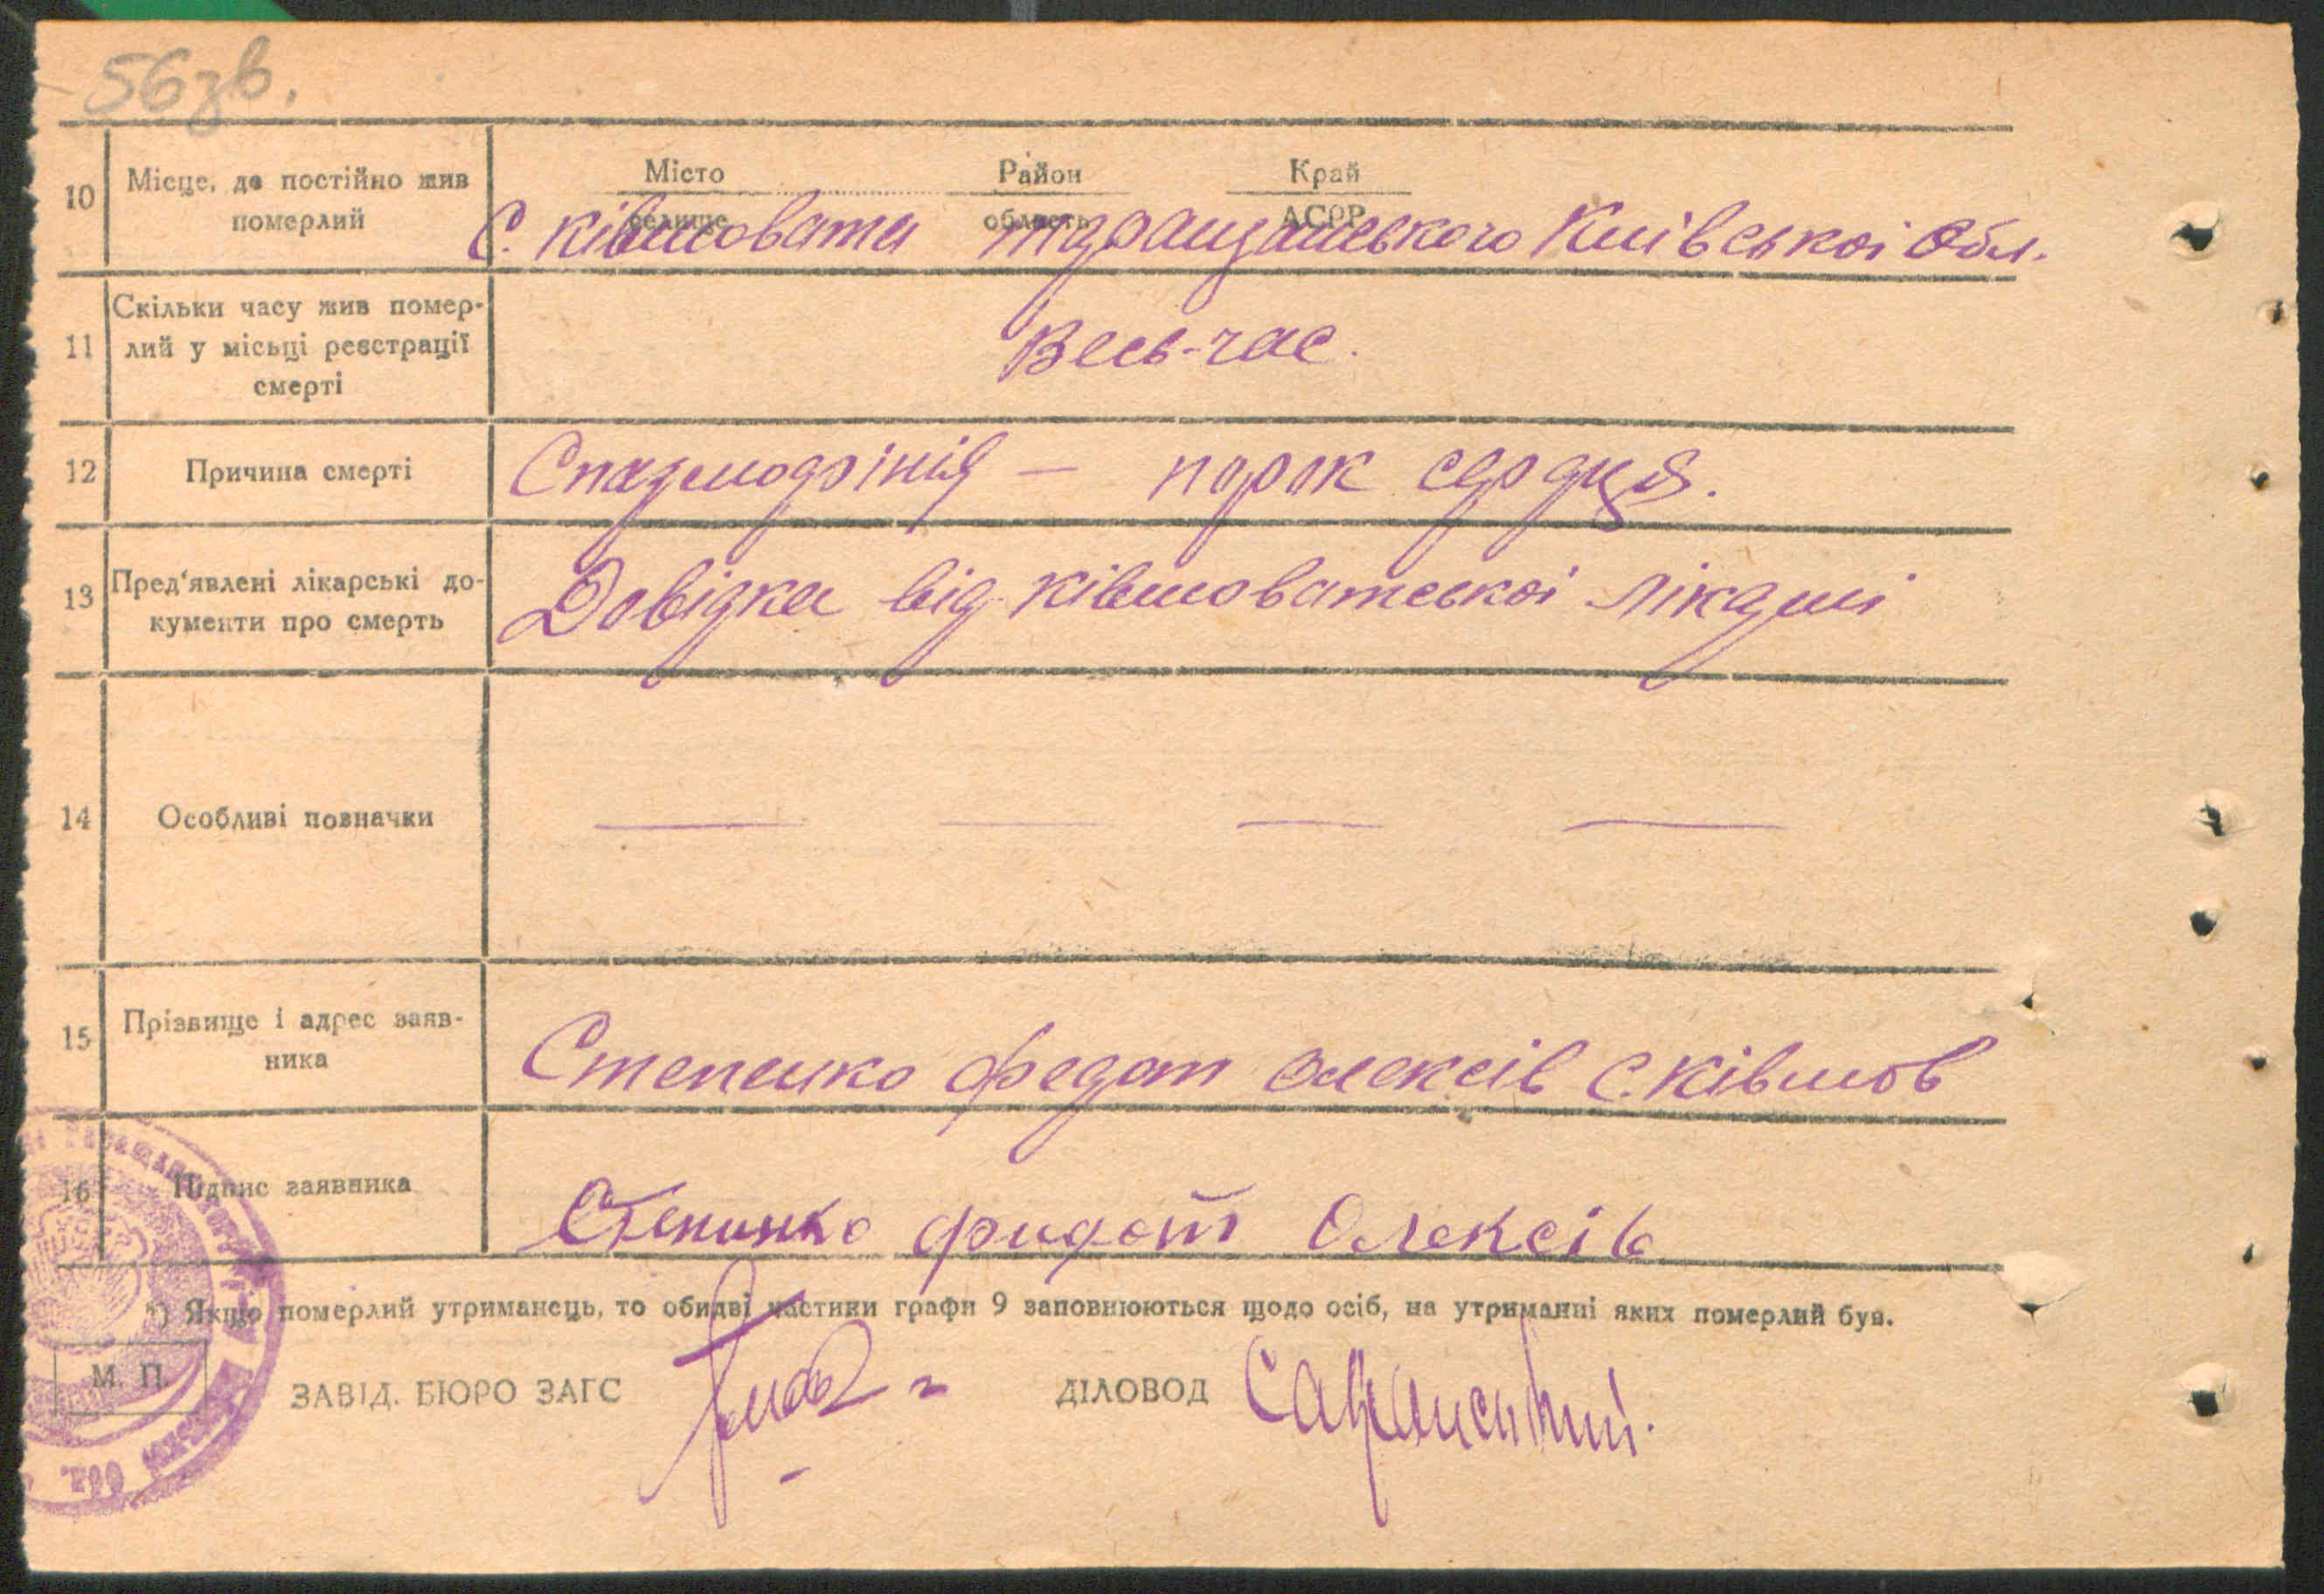 56зв.
10 Місце, де постійно жив померлий
Місто селище Район область Край АСРР
С. Ківшовата Таращанського Київської Обл.
11 Скільки часу жив помер-
лий у місьці реєстрації
смерті
Весь-час.
12 Причина смерті
Спазмофінія — порок сердця.
13 Пред'явлені лікарські до-
кументи про смерть
Довідка від Ківшоватської лікарні
14 Особливі позначки
— — — —
15 Прізвище і адрес заяв-
ника
Степенко Федот Олексів С. Ківшов
16 Підпис заявника
Степинко Фидот Олексів
*) Якщо померлий утриманець, то обидві частини графи 9 заповнюються щодо осіб, на утриманні яких померлий був.
М. П.
ЗАВІД. БЮРО ЗАГС
ДІЛОВОД